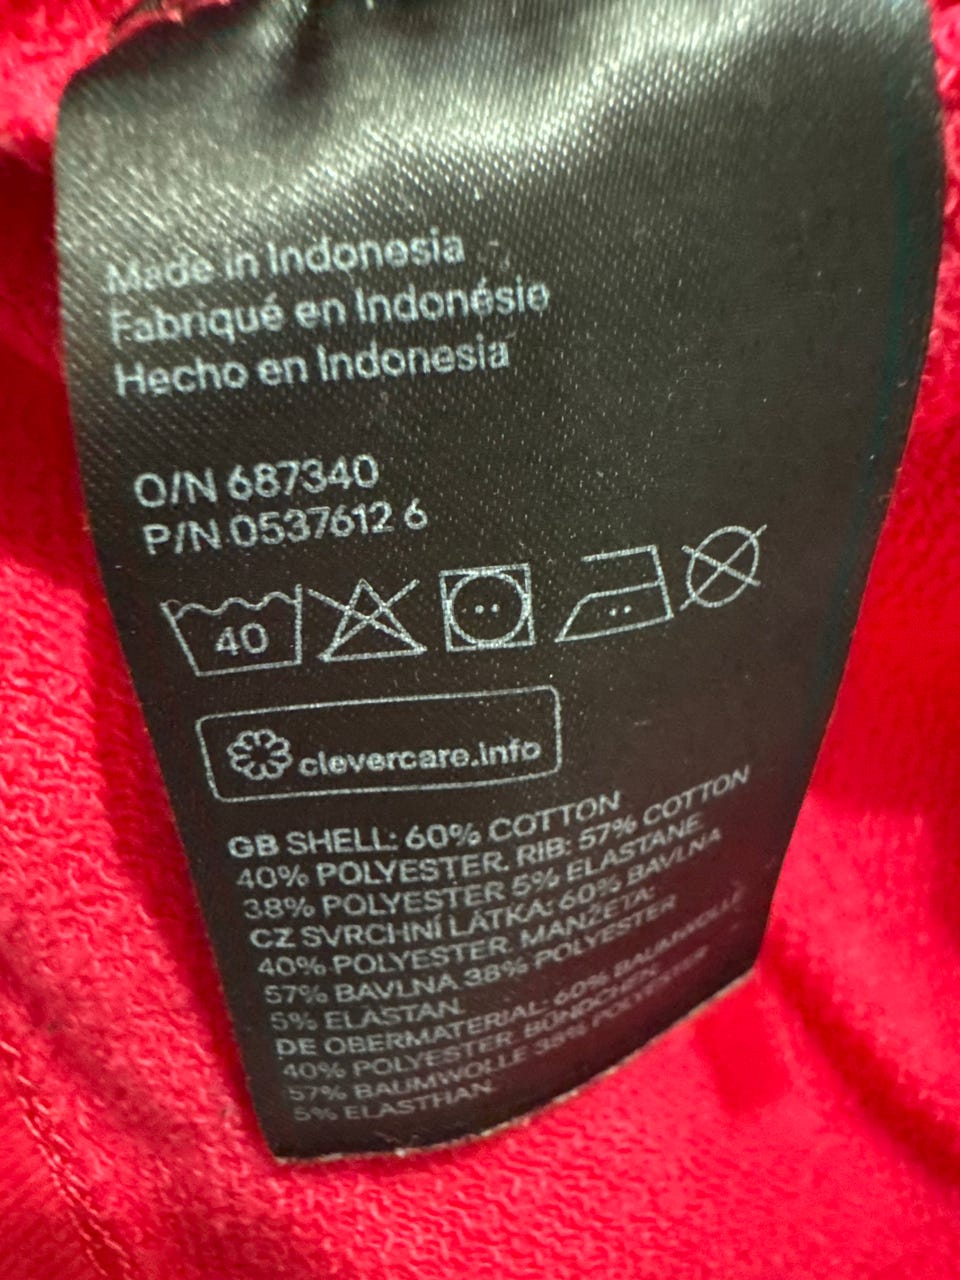 Made in Indonesia
Fabriqué en Indonésie
Hecho en Indonesia
O/N 687340
P/N 0537612 6
40
clevercare.info
GB SHELL: 60% COTTON
40% POLYESTER. RIB: 57% COTTON
38% POLYESTER 5% ELASTANE.
CZ SVRCHNÍ LÁTKA: 60% BAVLNA
40% POLYESTER. MANŽETA:
57% BAVLNA 38% POLYESTER
5% ELASTAN.
DE OBERMATERIAL: 60% BAUMWOLLE
40% POLYESTER. BÜNDCHEN:
57% BAUMWOLLE 38% POLYESTER
5% ELASTHAN.